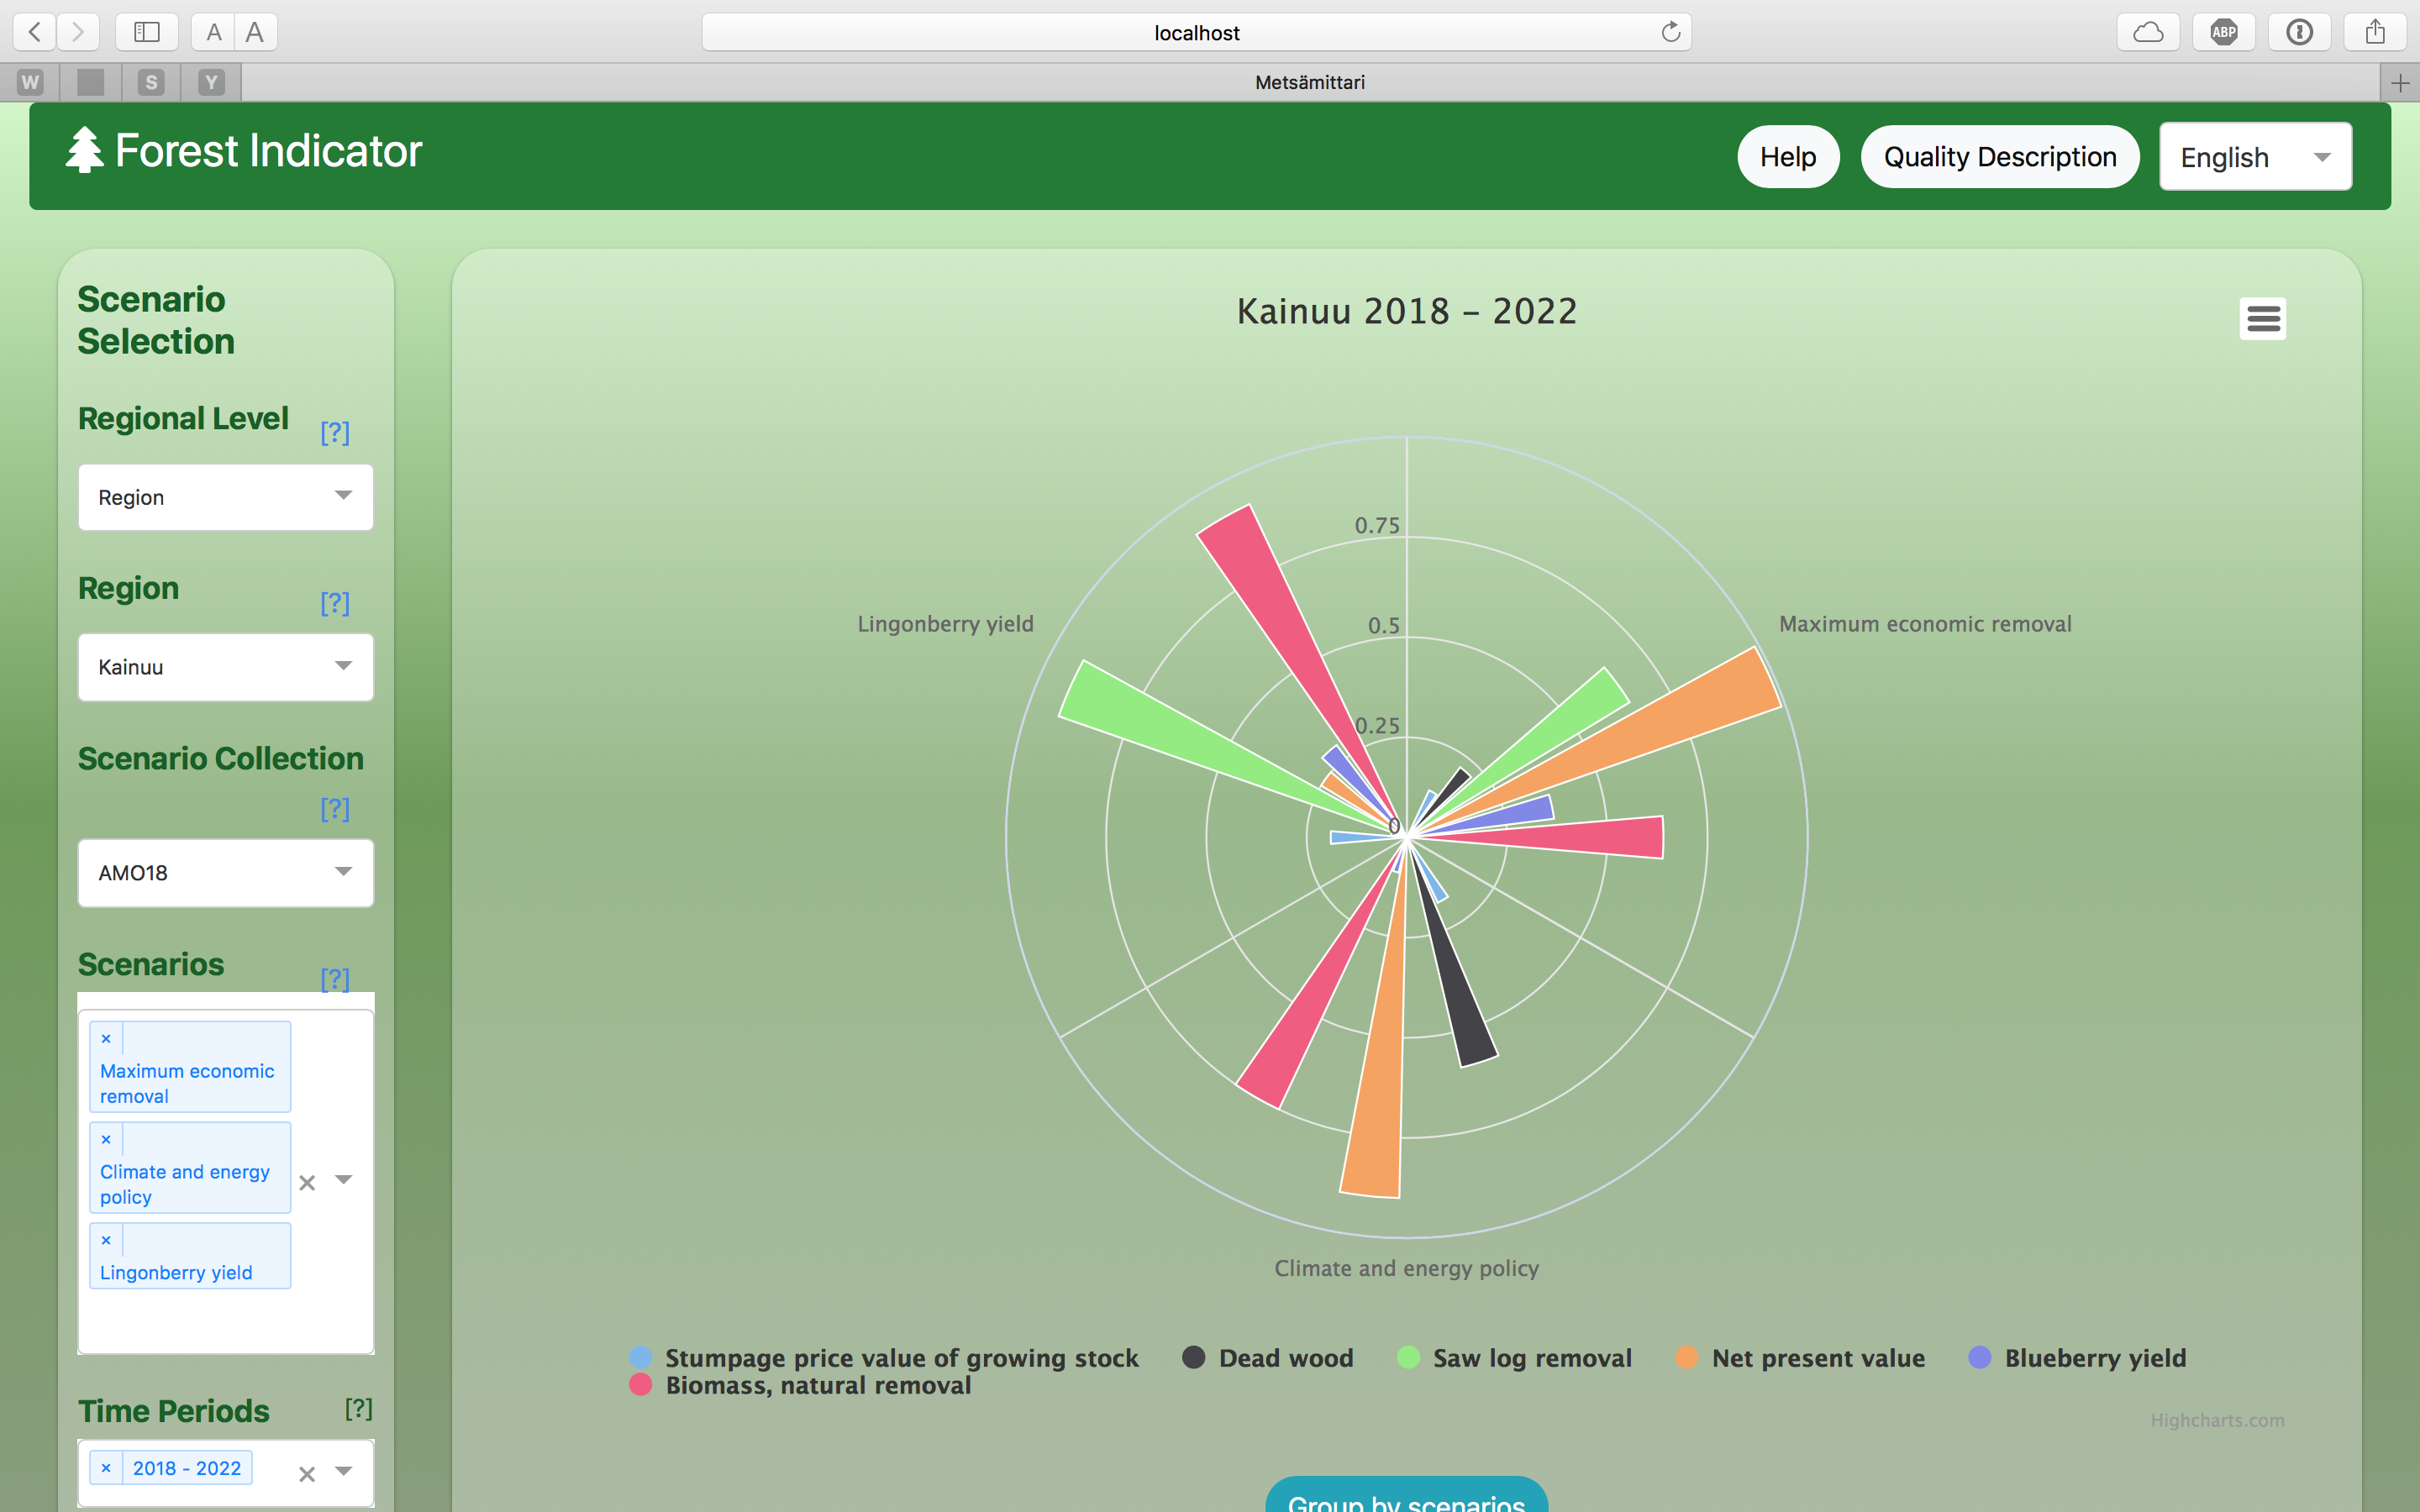 A A
localhost
ABP
W S Y
Metsämittari
Forest Indicator
Help
Quality Description
English
Scenario
Selection
Regional Level
[?]
Region
Region
[?]
Kainuu
Scenario Collection
[?]
AMO18
Scenarios
[?]
×
Maximum economic
removal
×
Climate and energy
policy
×
Lingonberry yield
×
Time Periods
[?]
× 2018 - 2022
×
Kainuu 2018 – 2022
0.75
0.5
0.25
0
Lingonberry yield
Maximum economic removal
Climate and energy policy
Stumpage price value of growing stock
Dead wood
Saw log removal
Net present value
Blueberry yield
Biomass, natural removal
Highcharts.com
Group by scenarios